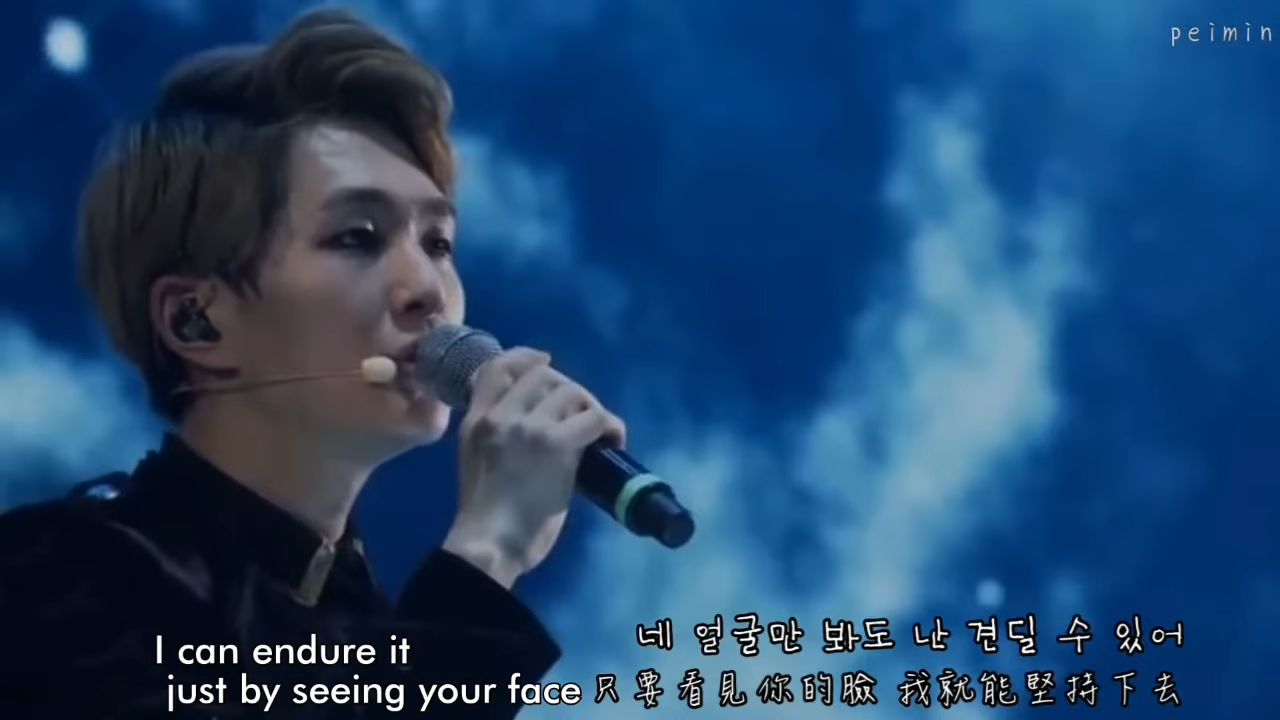 peimin
네 얼굴만 봐도 난 견딜 수 있어
I can endure it
just by seeing your face
只要看見你的臉 我就能堅持下去